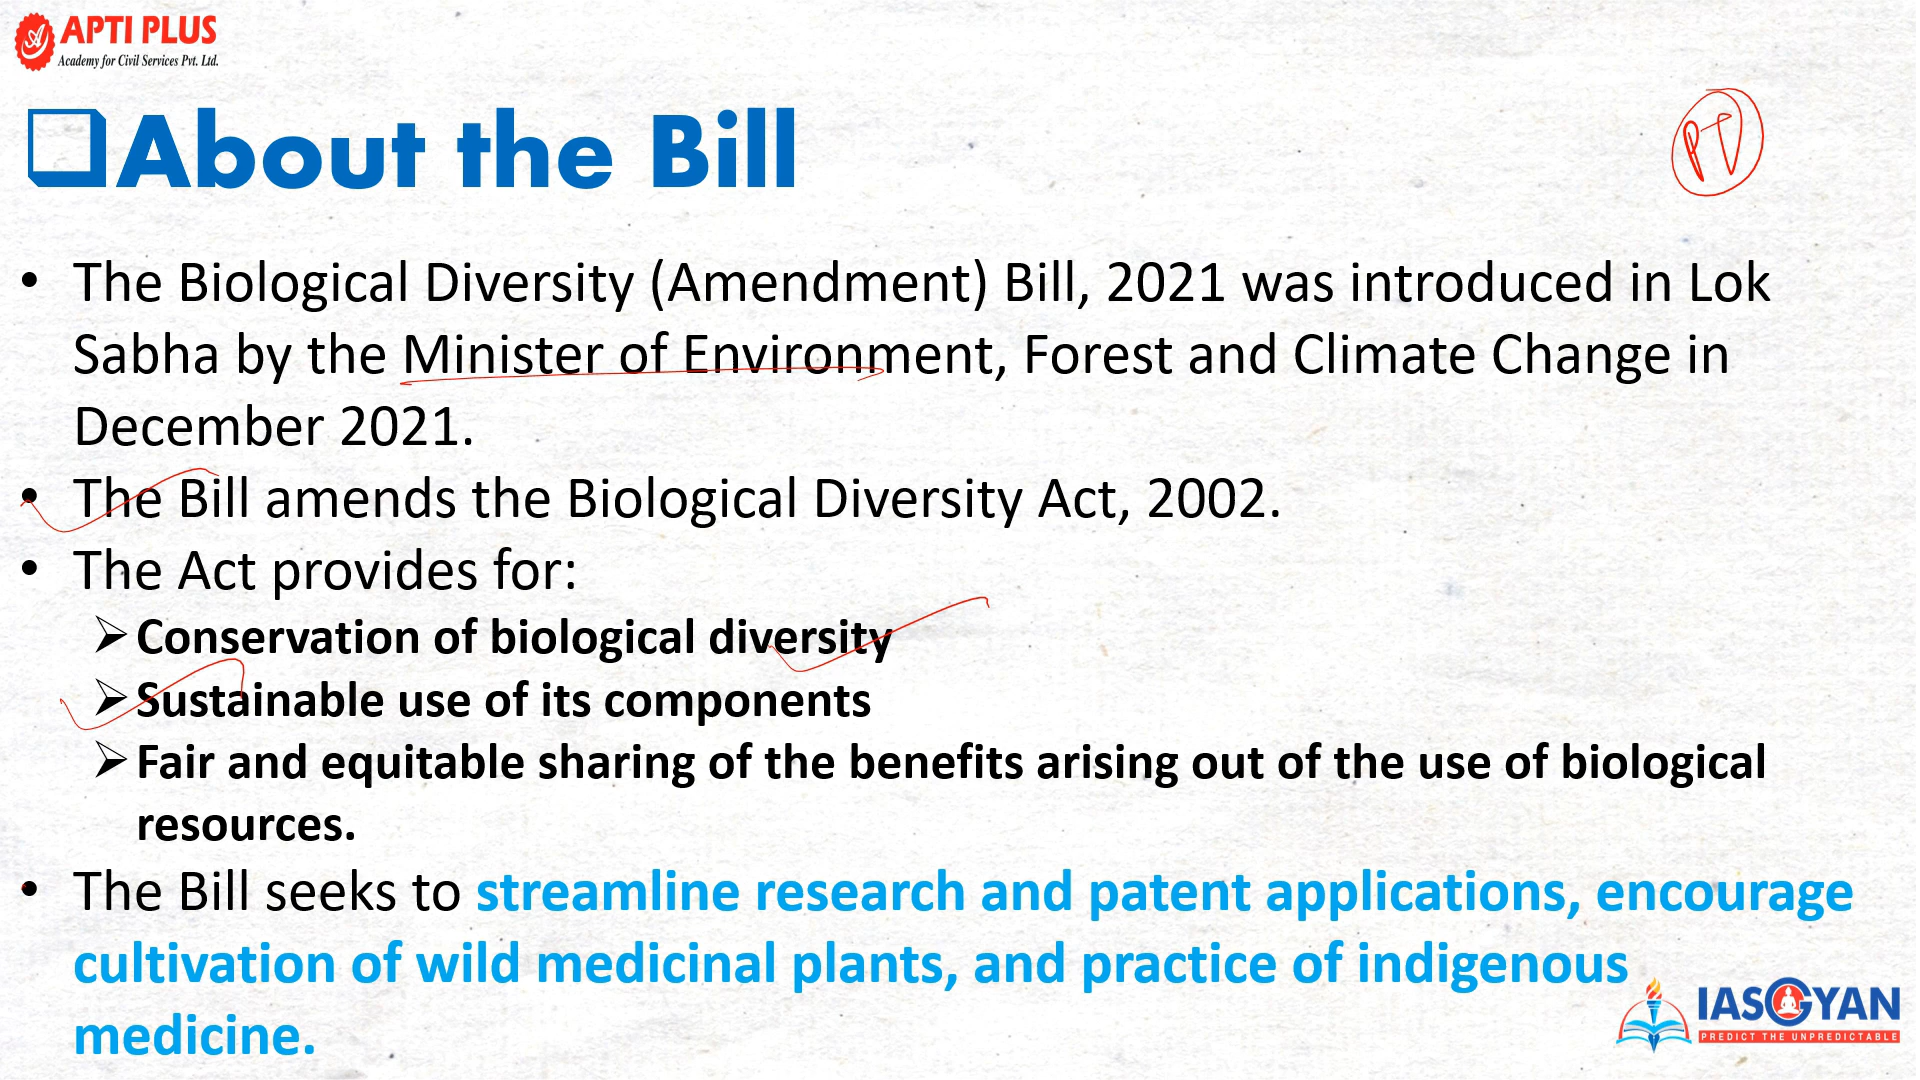 APTI PLUS
Academy for Civil Services Pvt. Ltd.
About the Bill
PT
• The Biological Diversity (Amendment) Bill, 2021 was introduced in Lok
Sabha by the Minister of Environment, Forest and Climate Change in
December 2021.
• The Bill amends the Biological Diversity Act, 2002.
• The Act provides for:
➢ Conservation of biological diversity
➢ Sustainable use of its components
➢ Fair and equitable sharing of the benefits arising out of the use of biological
resources.
• The Bill seeks to streamline research and patent applications, encourage
cultivation of wild medicinal plants, and practice of indigenous
medicine.
IASGYAN
PREDICT THE UNPREDICTABLE